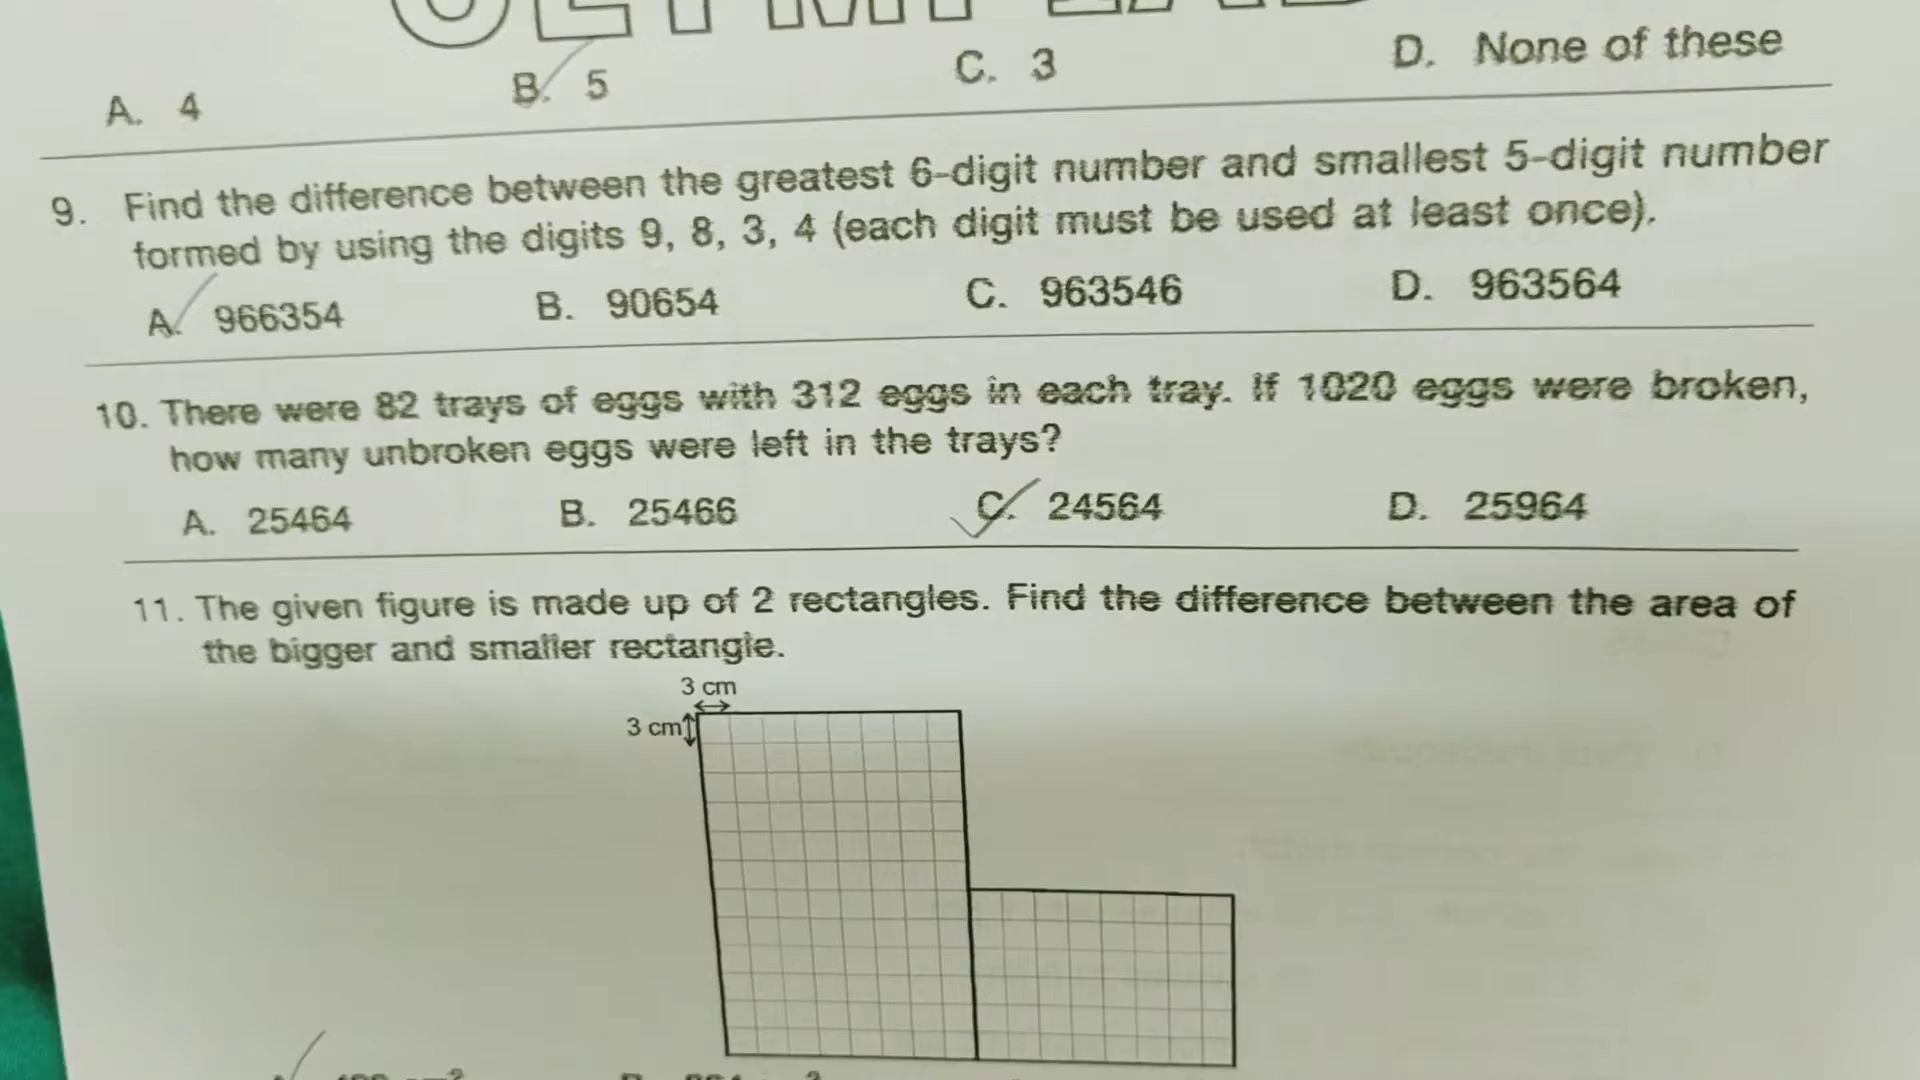 A. 4 B. 5 C. 3 D. None of these
9. Find the difference between the greatest 6-digit number and smallest 5-digit number
formed by using the digits 9, 8, 3, 4 (each digit must be used at least once).
A. 966354 B. 90654 C. 963546 D. 963564
10. There were 82 trays of eggs with 312 eggs in each tray. If 1020 eggs were broken,
how many unbroken eggs were left in the trays?
A. 25464 B. 25466 C. 24564 D. 25964
11. The given figure is made up of 2 rectangles. Find the difference between the area of
the bigger and smaller rectangle.
3 cm
3 cm